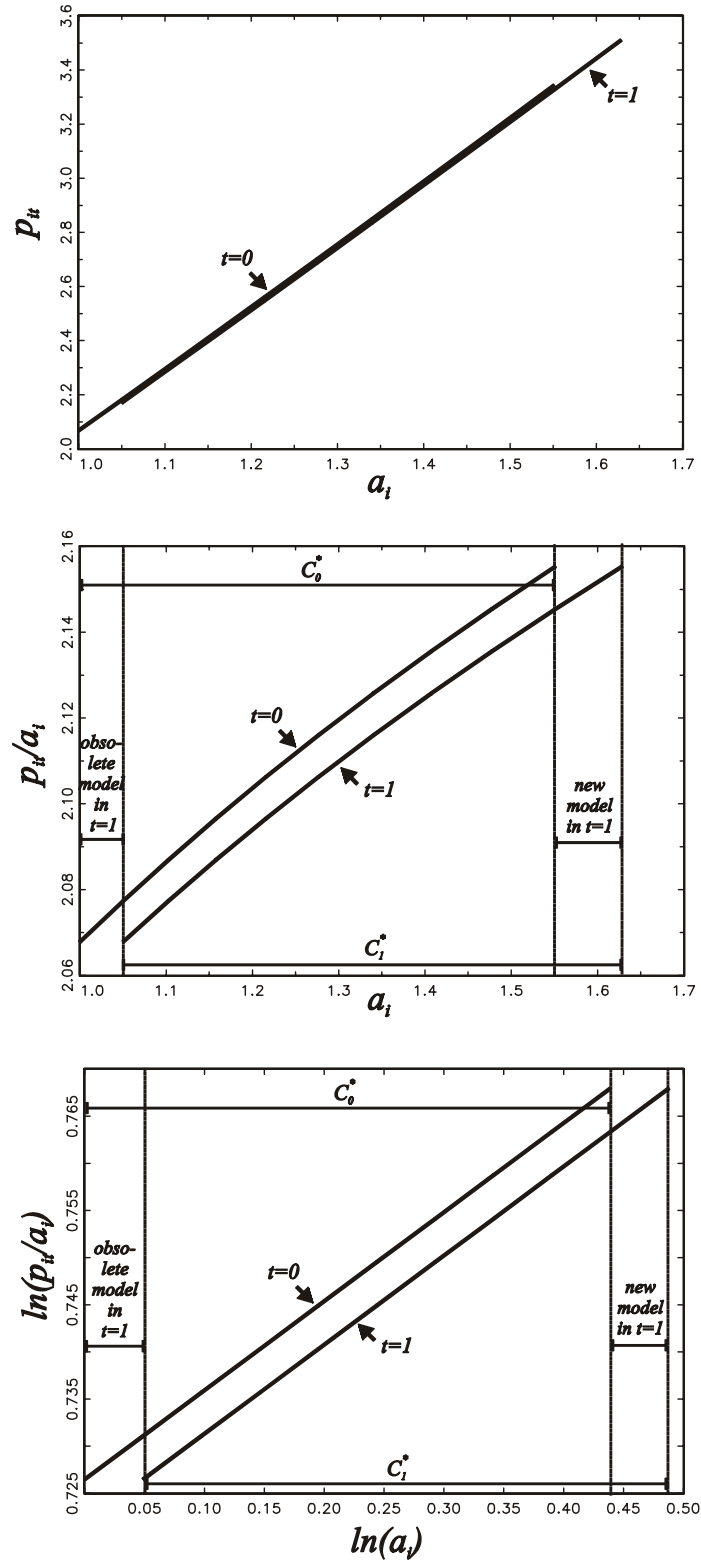 3.6
3.4
3.2
3.0
2.8
2.6
2.4
2.2
2.0
p_it
t=1
t=0
1.0 1.1 1.2 1.3 1.4 1.5 1.6 1.7
a_i
2.16
2.14
2.12
2.10
2.08
2.06
p_it/a_i
C_0^*
t=0
t=1
obso-
lete
model
in
t=1
new
model
in t=1
C_1^*
1.0 1.1 1.2 1.3 1.4 1.5 1.6 1.7
a_i
0.765
0.755
0.745
0.735
0.725
ln(p_it/a_i)
C_0^*
obso-
lete
model
in
t=1
t=0
t=1
new
model
in t=1
C_1^*
0.00 0.05 0.10 0.15 0.20 0.25 0.30 0.35 0.40 0.45 0.50
ln(a_i)